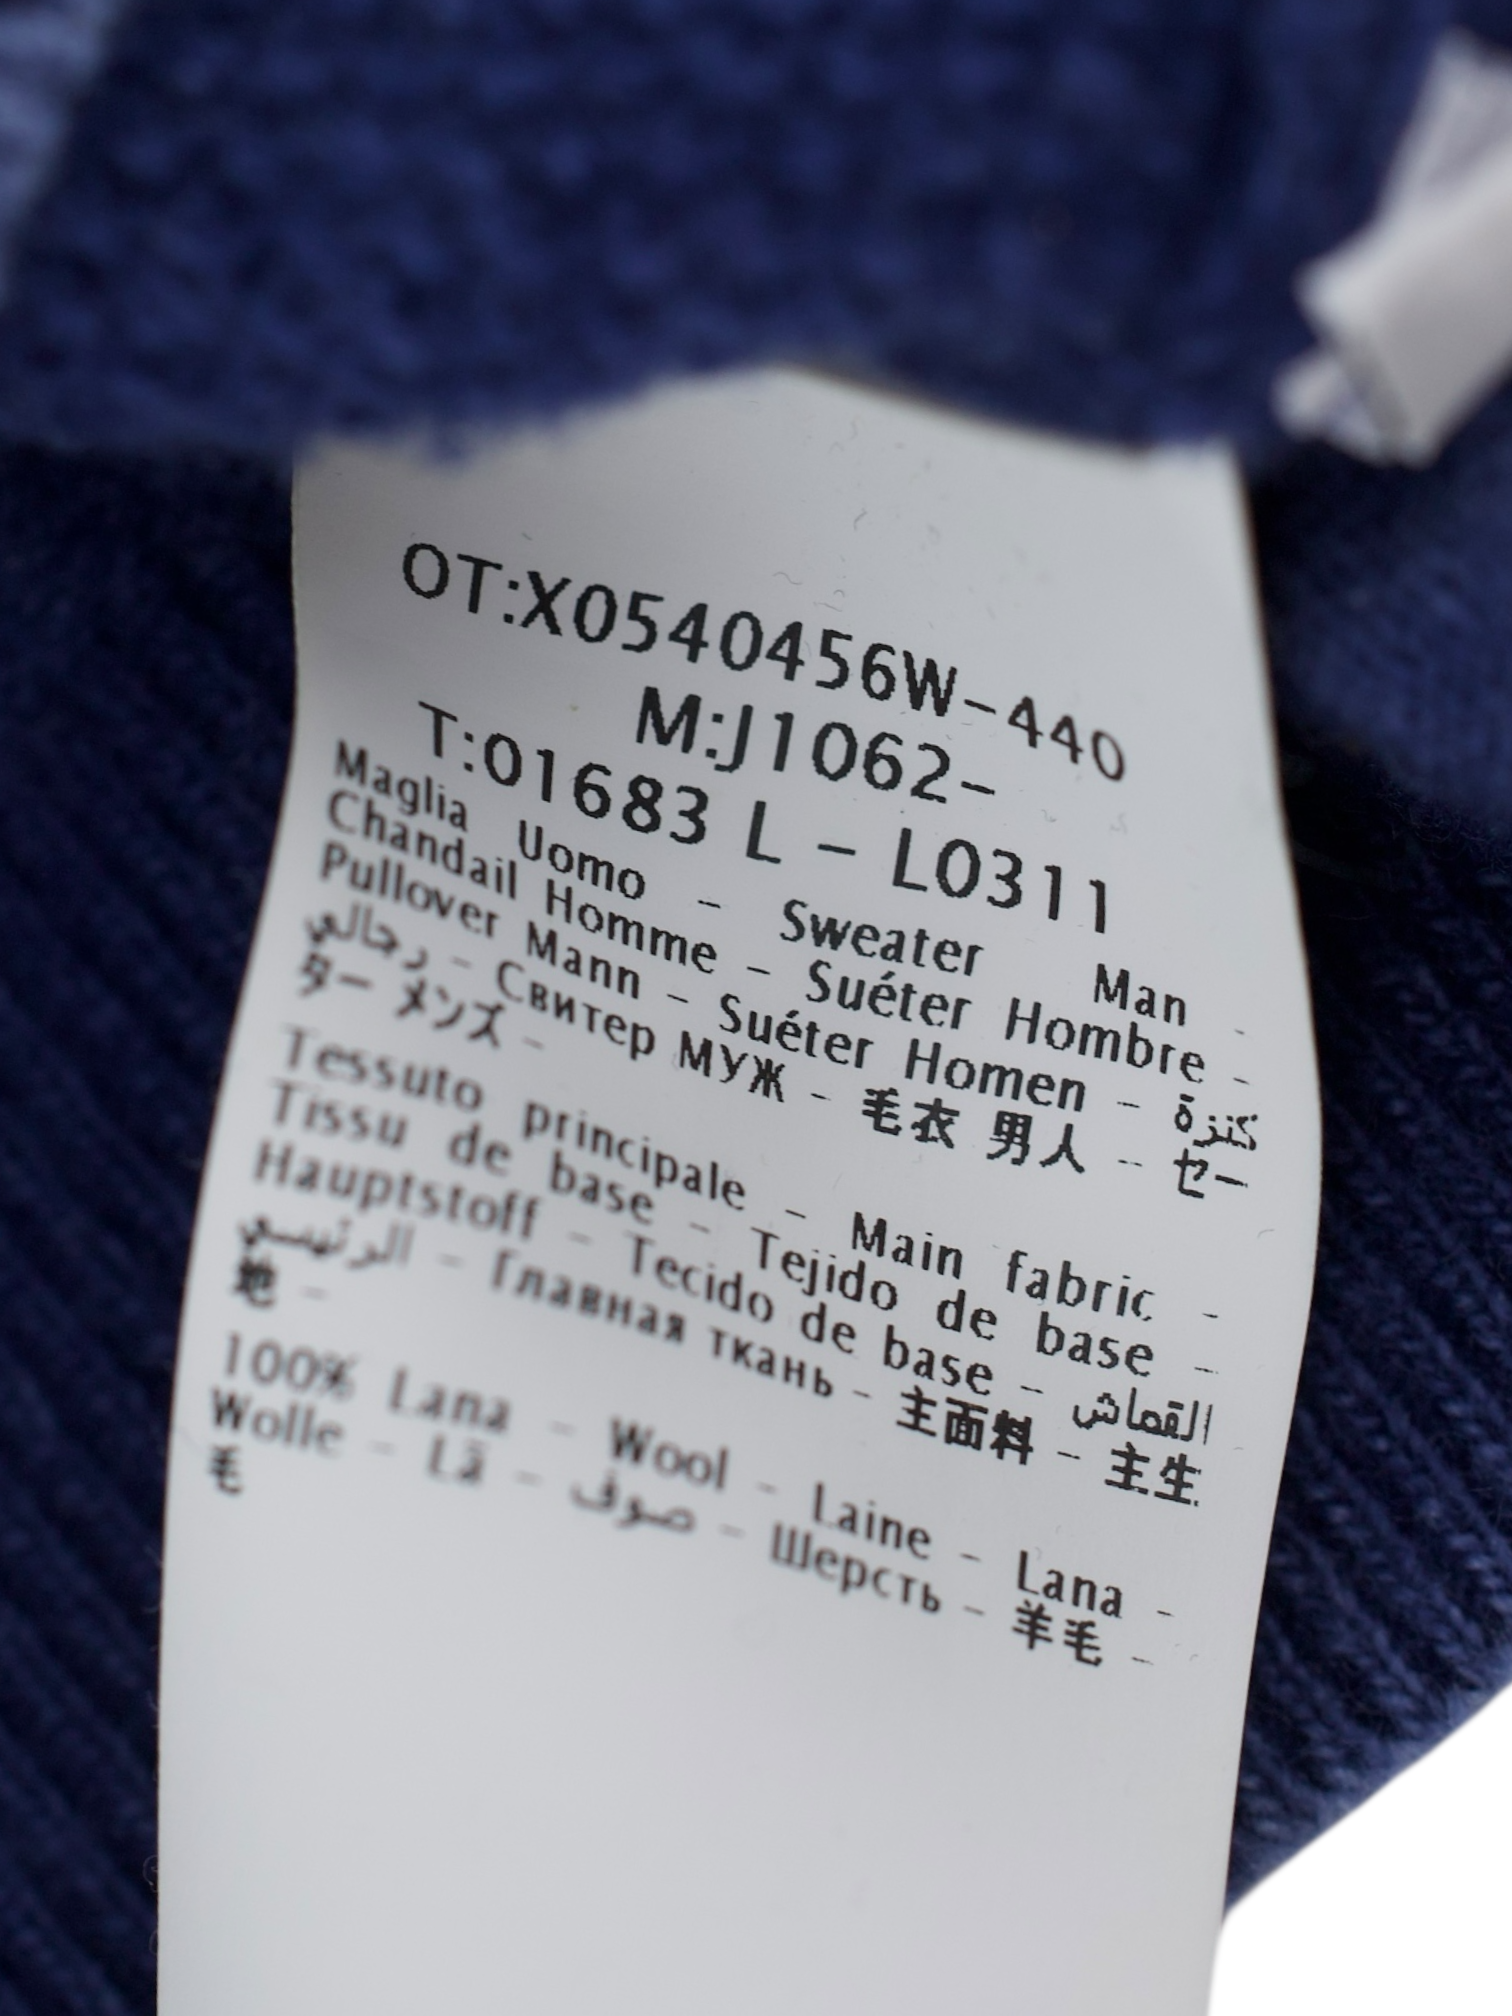 OT:X0540456W-440
M:J1062-
T:01683 L - L0311
Maglia Uomo - Sweater Man -
Chandail Homme - Suéter Hombre -
Pullover Mann - Suéter Homen - كنزة
رجالي - Свитер МУЖ - 毛衣 男人 - セー
ター メンズ -
Tessuto principale - Main fabric -
Tissu de base - Tejido de base -
Hauptstoff - Tecido de base - القماش
الرئيسي - Главная ткань - 主面料 - 主生
地 -
100% Lana - Wool - Laine - Lana -
Wolle - Lã - صوف - Шерсть - 羊毛 -
毛